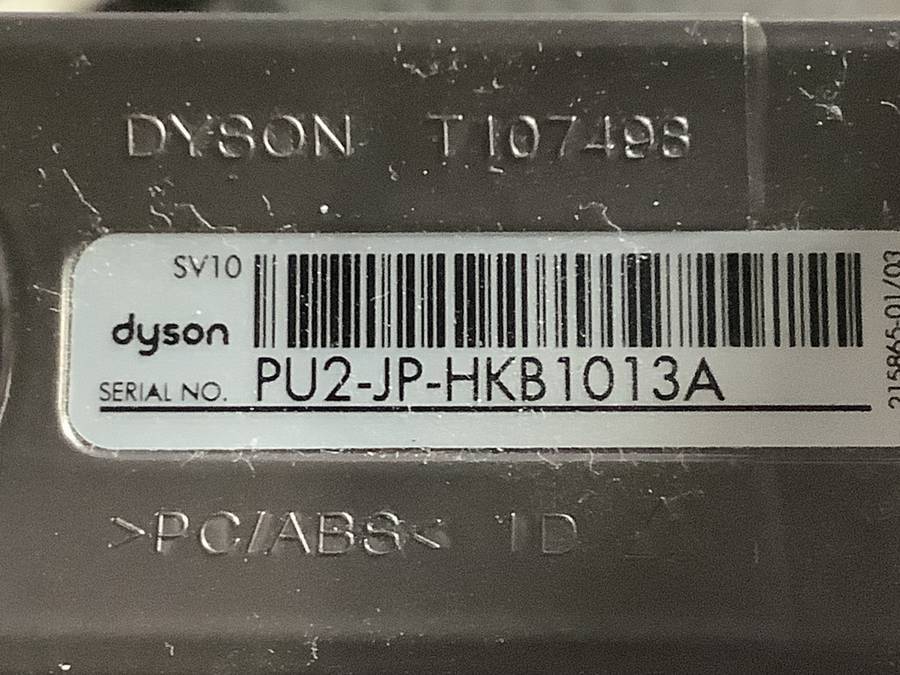 DYSON T107498
SV10
dyson
SERIAL NO. PU2-JP-HKB1013A
215865-01/03
>PC/ABS< 1D